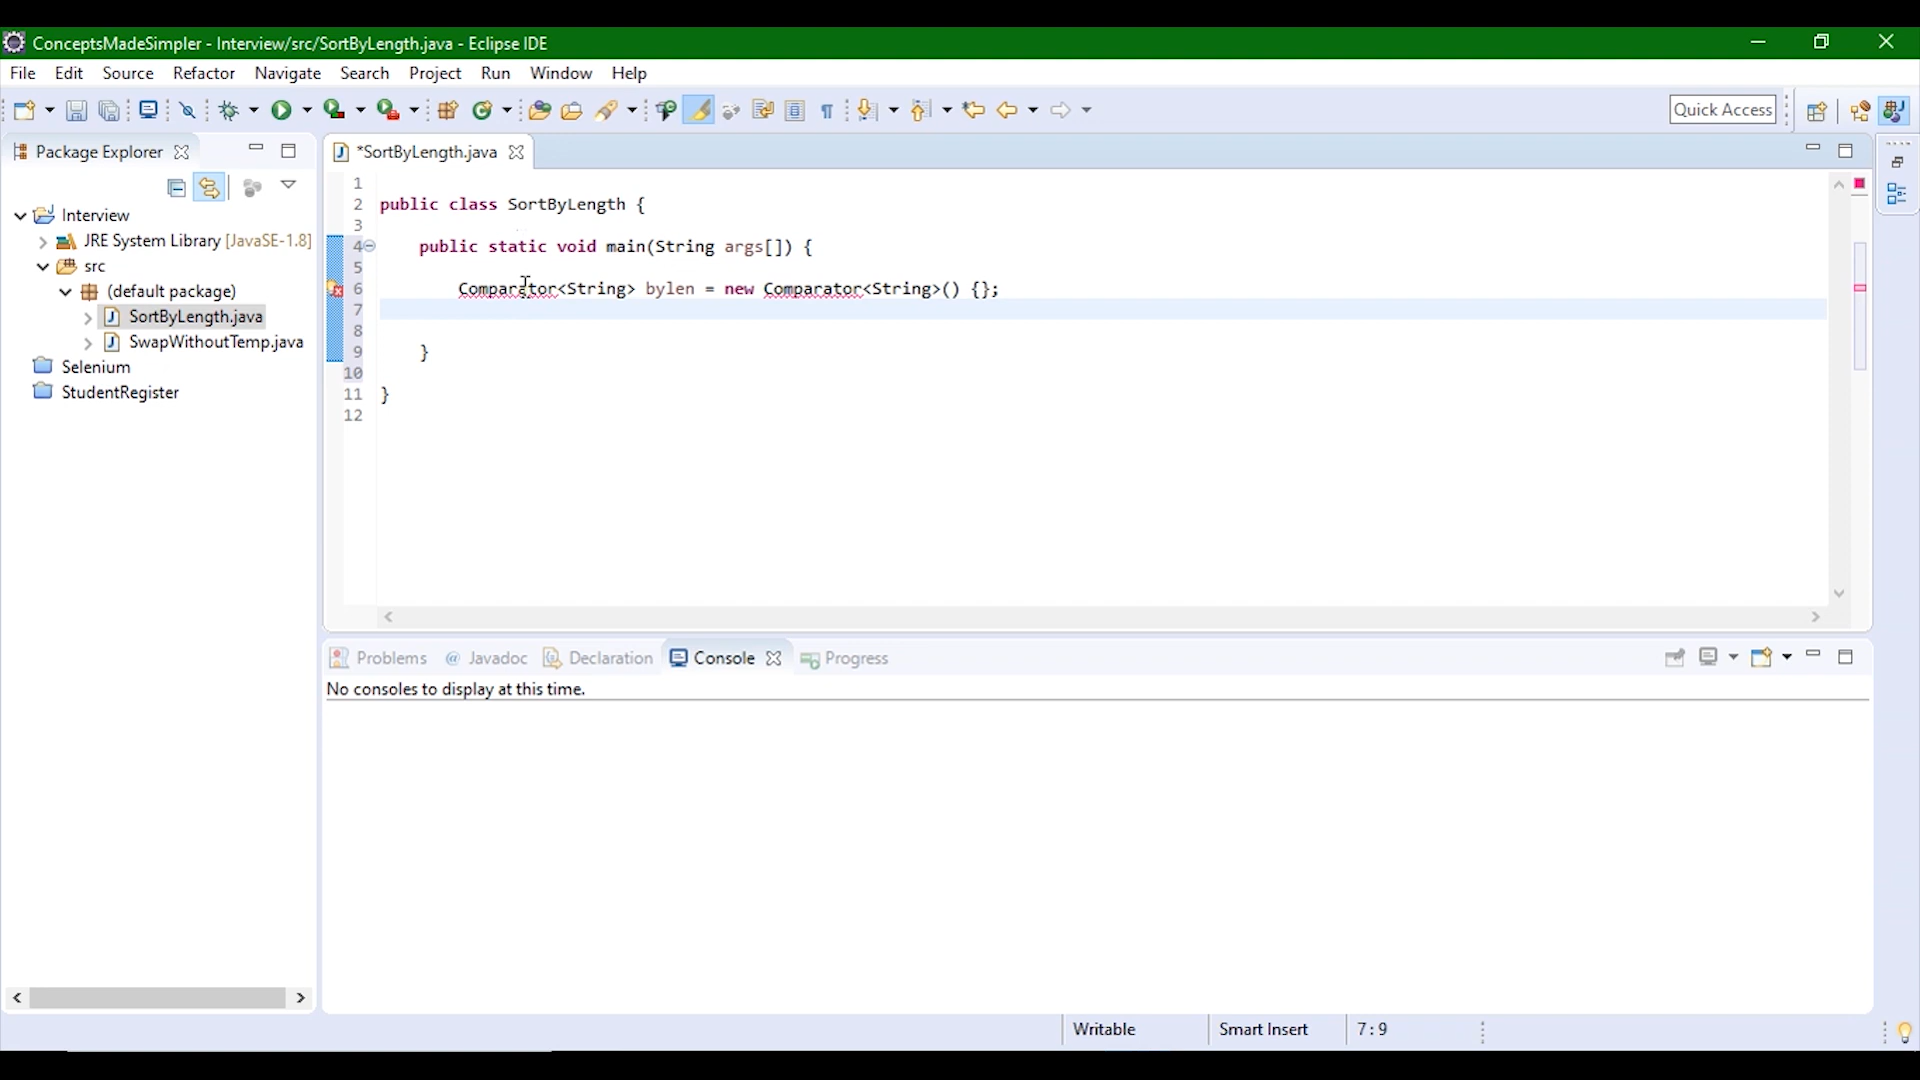 ConceptsMadeSimpler - Interview/src/SortByLength.java - Eclipse IDE
File Edit Source Refactor Navigate Search Project Run Window Help
Quick Access
Package Explorer
*SortByLength.java
Interview
JRE System Library [JavaSE-1.8]
src
(default package)
SortByLength.java
SwapWithoutTemp.java
Selenium
StudentRegister
1
2 public class SortByLength {
3
4 public static void main(String args[]) {
5
6 Comparator<String> bylen = new Comparator<String>() {};
7
8
9 }
10
11 }
12
Problems @ Javadoc Declaration Console Progress
No consoles to display at this time.
Writable Smart Insert 7 : 9